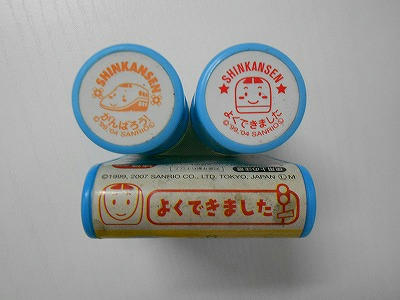 SHINKANSEN
がんばろう!
©'99,'04 SANRIO
SHINKANSEN
よくできました
©'99,'04 SANRIO
©1999, 2007 SANRIO CO., LTD. TOKYO, JAPAN Ⓛ M
よくできました